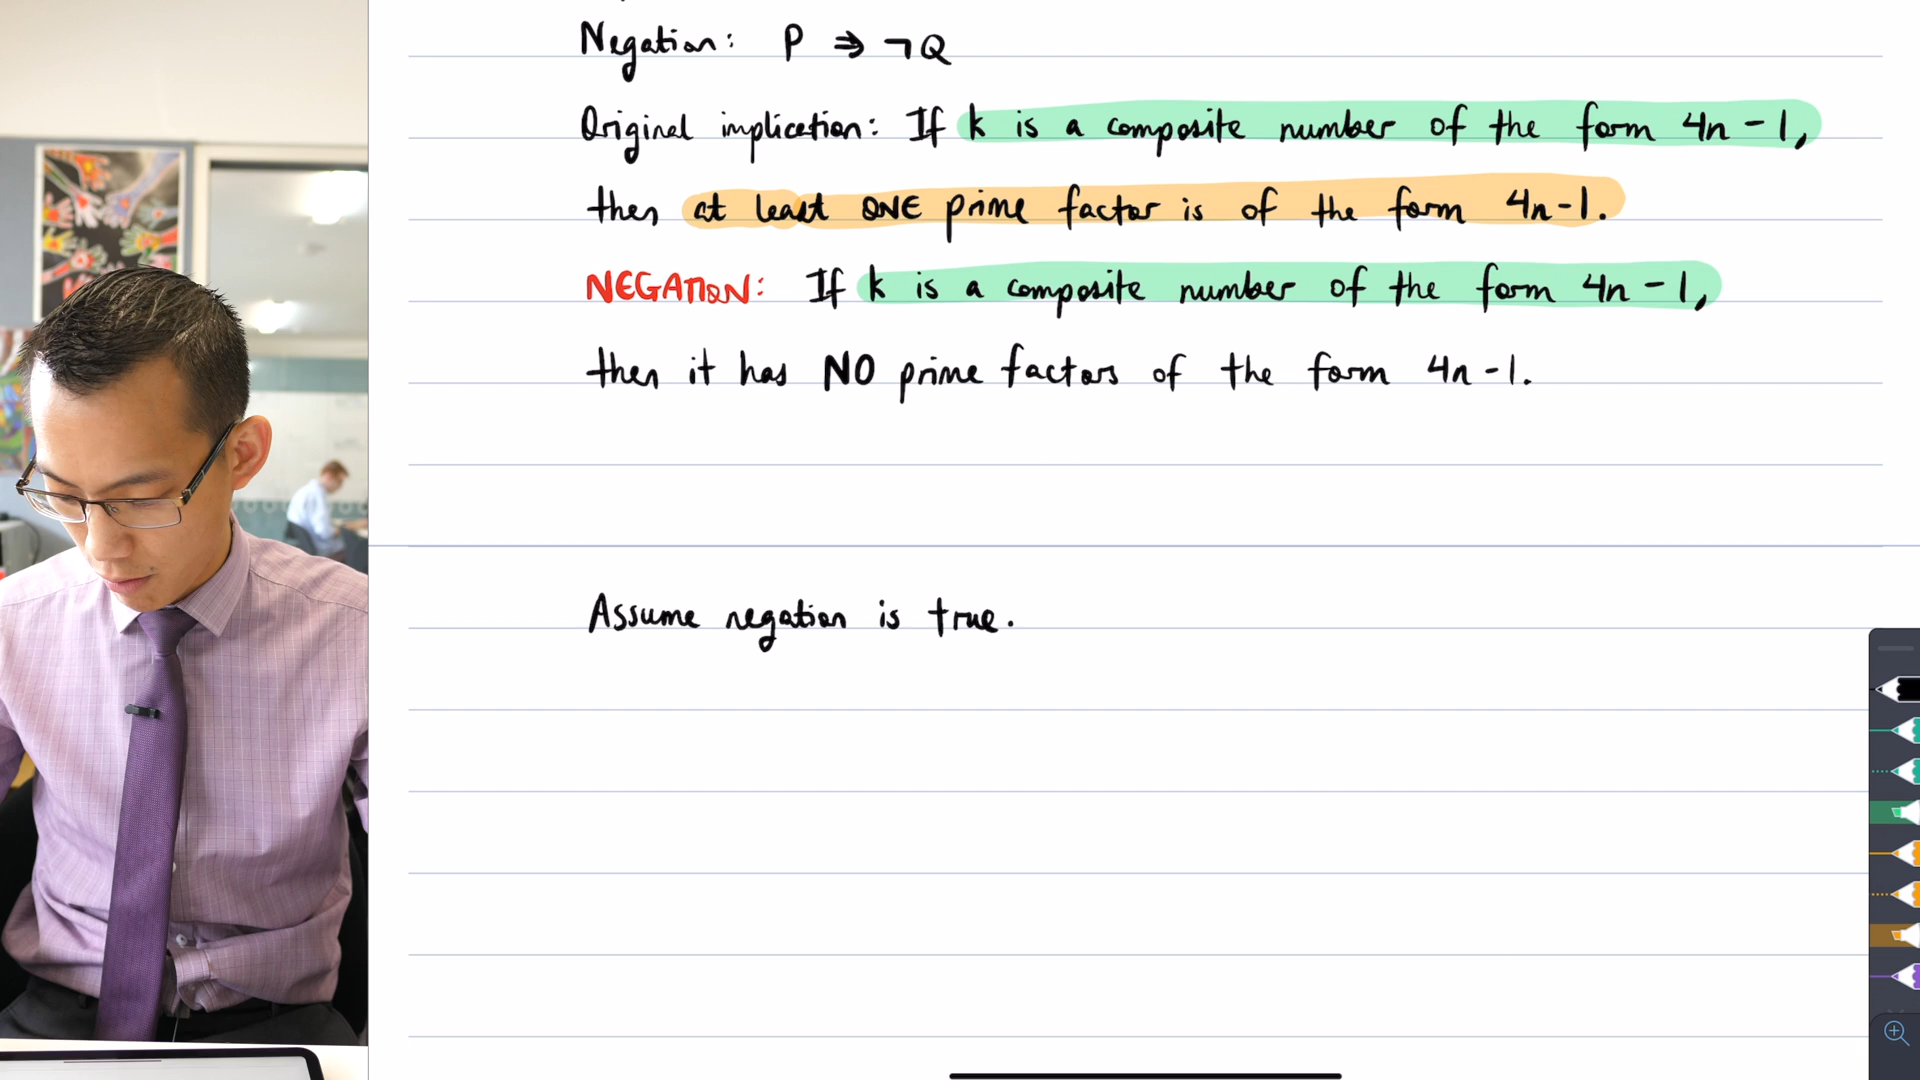 Negation: P ⇒ ¬Q
Original implication: If k is a composite number of the form 4n - 1,
then at least ONE prime factor is of the form 4n-1.
NEGATION: If k is a composite number of the form 4n - 1,
then it has NO prime factors of the form 4n-1.
Assume negation is true.